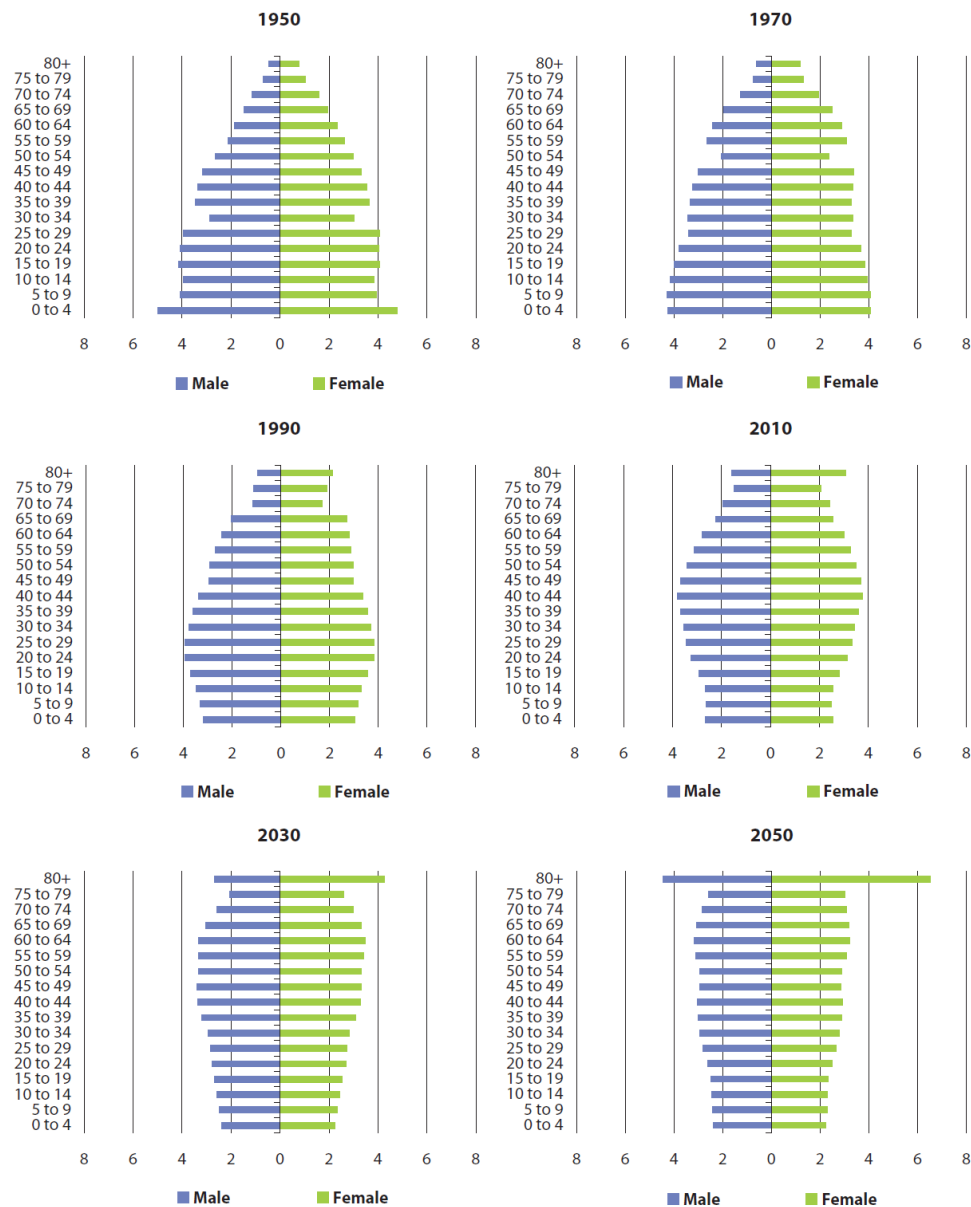 1950
80+
75 to 79
70 to 74
65 to 69
60 to 64
55 to 59
50 to 54
45 to 49
40 to 44
35 to 39
30 to 34
25 to 29
20 to 24
15 to 19
10 to 14
5 to 9
0 to 4
8 6 4 2 0 2 4 6 8
Male Female
1970
80+
75 to 79
70 to 74
65 to 69
60 to 64
55 to 59
50 to 54
45 to 49
40 to 44
35 to 39
30 to 34
25 to 29
20 to 24
15 to 19
10 to 14
5 to 9
0 to 4
8 6 4 2 0 2 4 6 8
Male Female
1990
80+
75 to 79
70 to 74
65 to 69
60 to 64
55 to 59
50 to 54
45 to 49
40 to 44
35 to 39
30 to 34
25 to 29
20 to 24
15 to 19
10 to 14
5 to 9
0 to 4
8 6 4 2 0 2 4 6 8
Male Female
2010
80+
75 to 79
70 to 74
65 to 69
60 to 64
55 to 59
50 to 54
45 to 49
40 to 44
35 to 39
30 to 34
25 to 29
20 to 24
15 to 19
10 to 14
5 to 9
0 to 4
8 6 4 2 0 2 4 6 8
Male Female
2030
80+
75 to 79
70 to 74
65 to 69
60 to 64
55 to 59
50 to 54
45 to 49
40 to 44
35 to 39
30 to 34
25 to 29
20 to 24
15 to 19
10 to 14
5 to 9
0 to 4
8 6 4 2 0 2 4 6 8
Male Female
2050
80+
75 to 79
70 to 74
65 to 69
60 to 64
55 to 59
50 to 54
45 to 49
40 to 44
35 to 39
30 to 34
25 to 29
20 to 24
15 to 19
10 to 14
5 to 9
0 to 4
8 6 4 2 0 2 4 6 8
Male Female